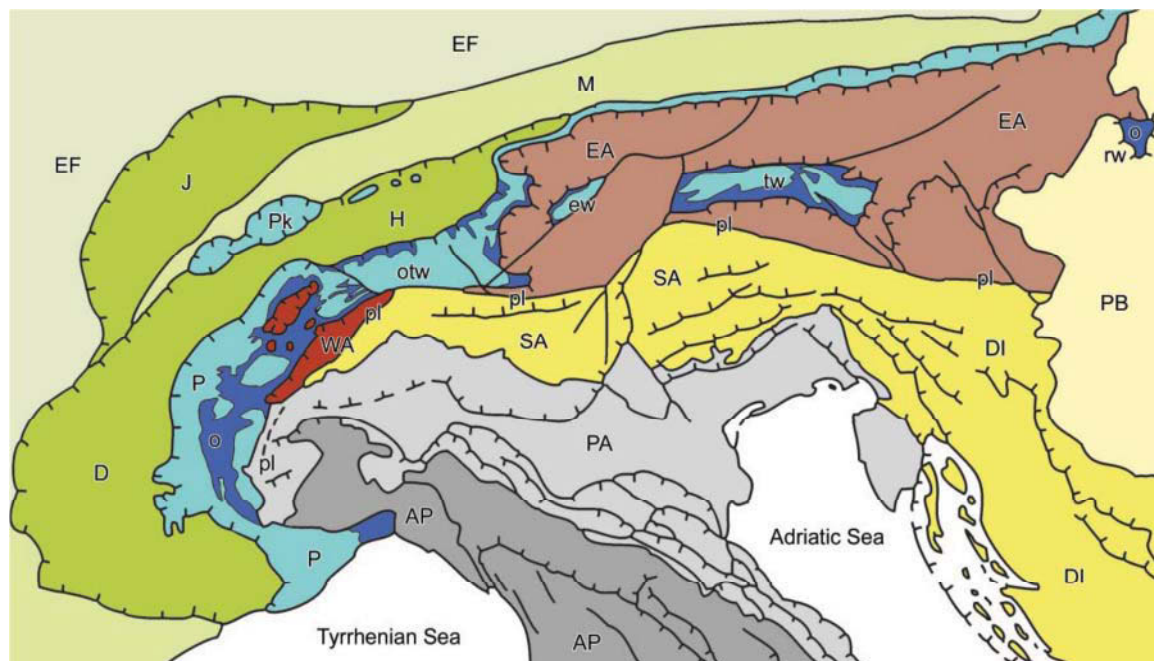 EF
M
EF
J
EA
EA
o
rw
Pk
H
ew
tw
pl
otw
SA
pl
pl
pl
PB
WA
SA
DI
P
o
PA
pl
D
AP
Adriatic Sea
P
DI
Tyrrhenian Sea
AP